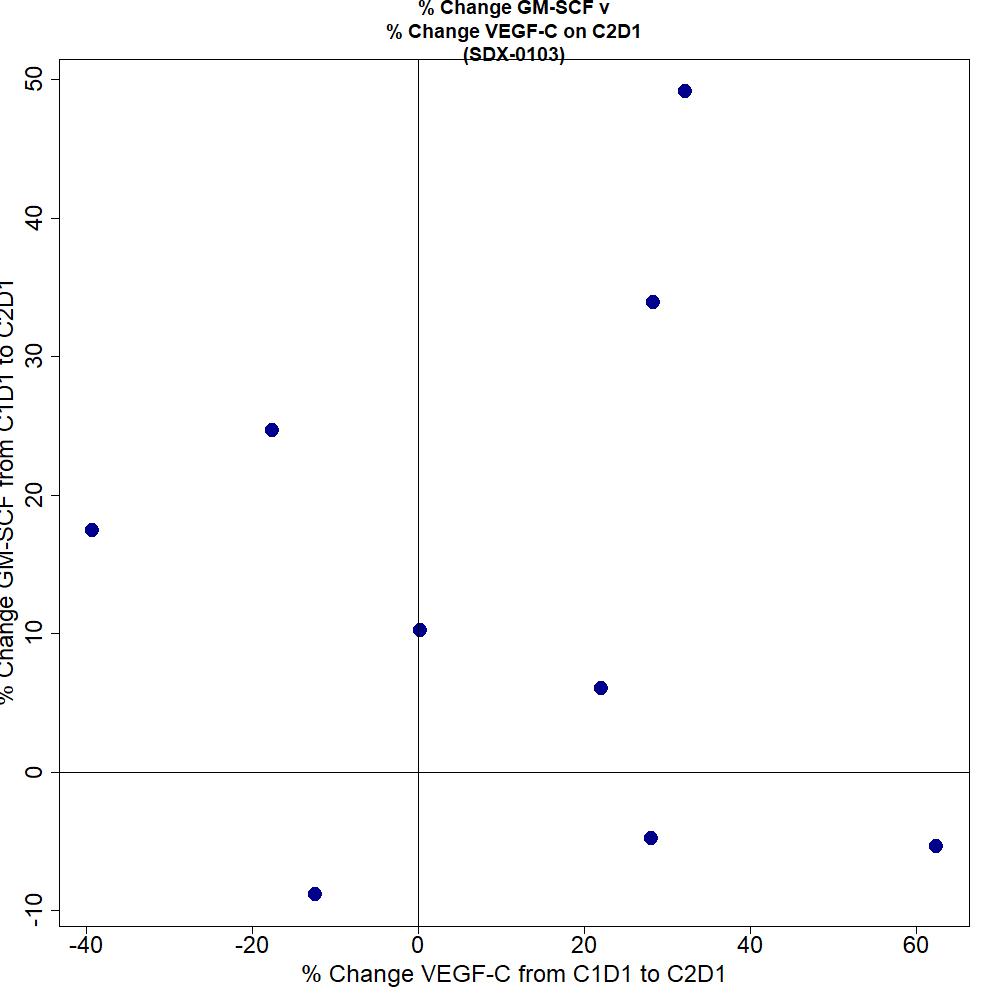 % Change GM-SCF v
% Change VEGF-C on C2D1
(SDX-0103)
% Change GM-SCF from C1D1 to C2D1
50
40
30
20
10
0
-10
-40
-20
0
20
40
60
% Change VEGF-C from C1D1 to C2D1